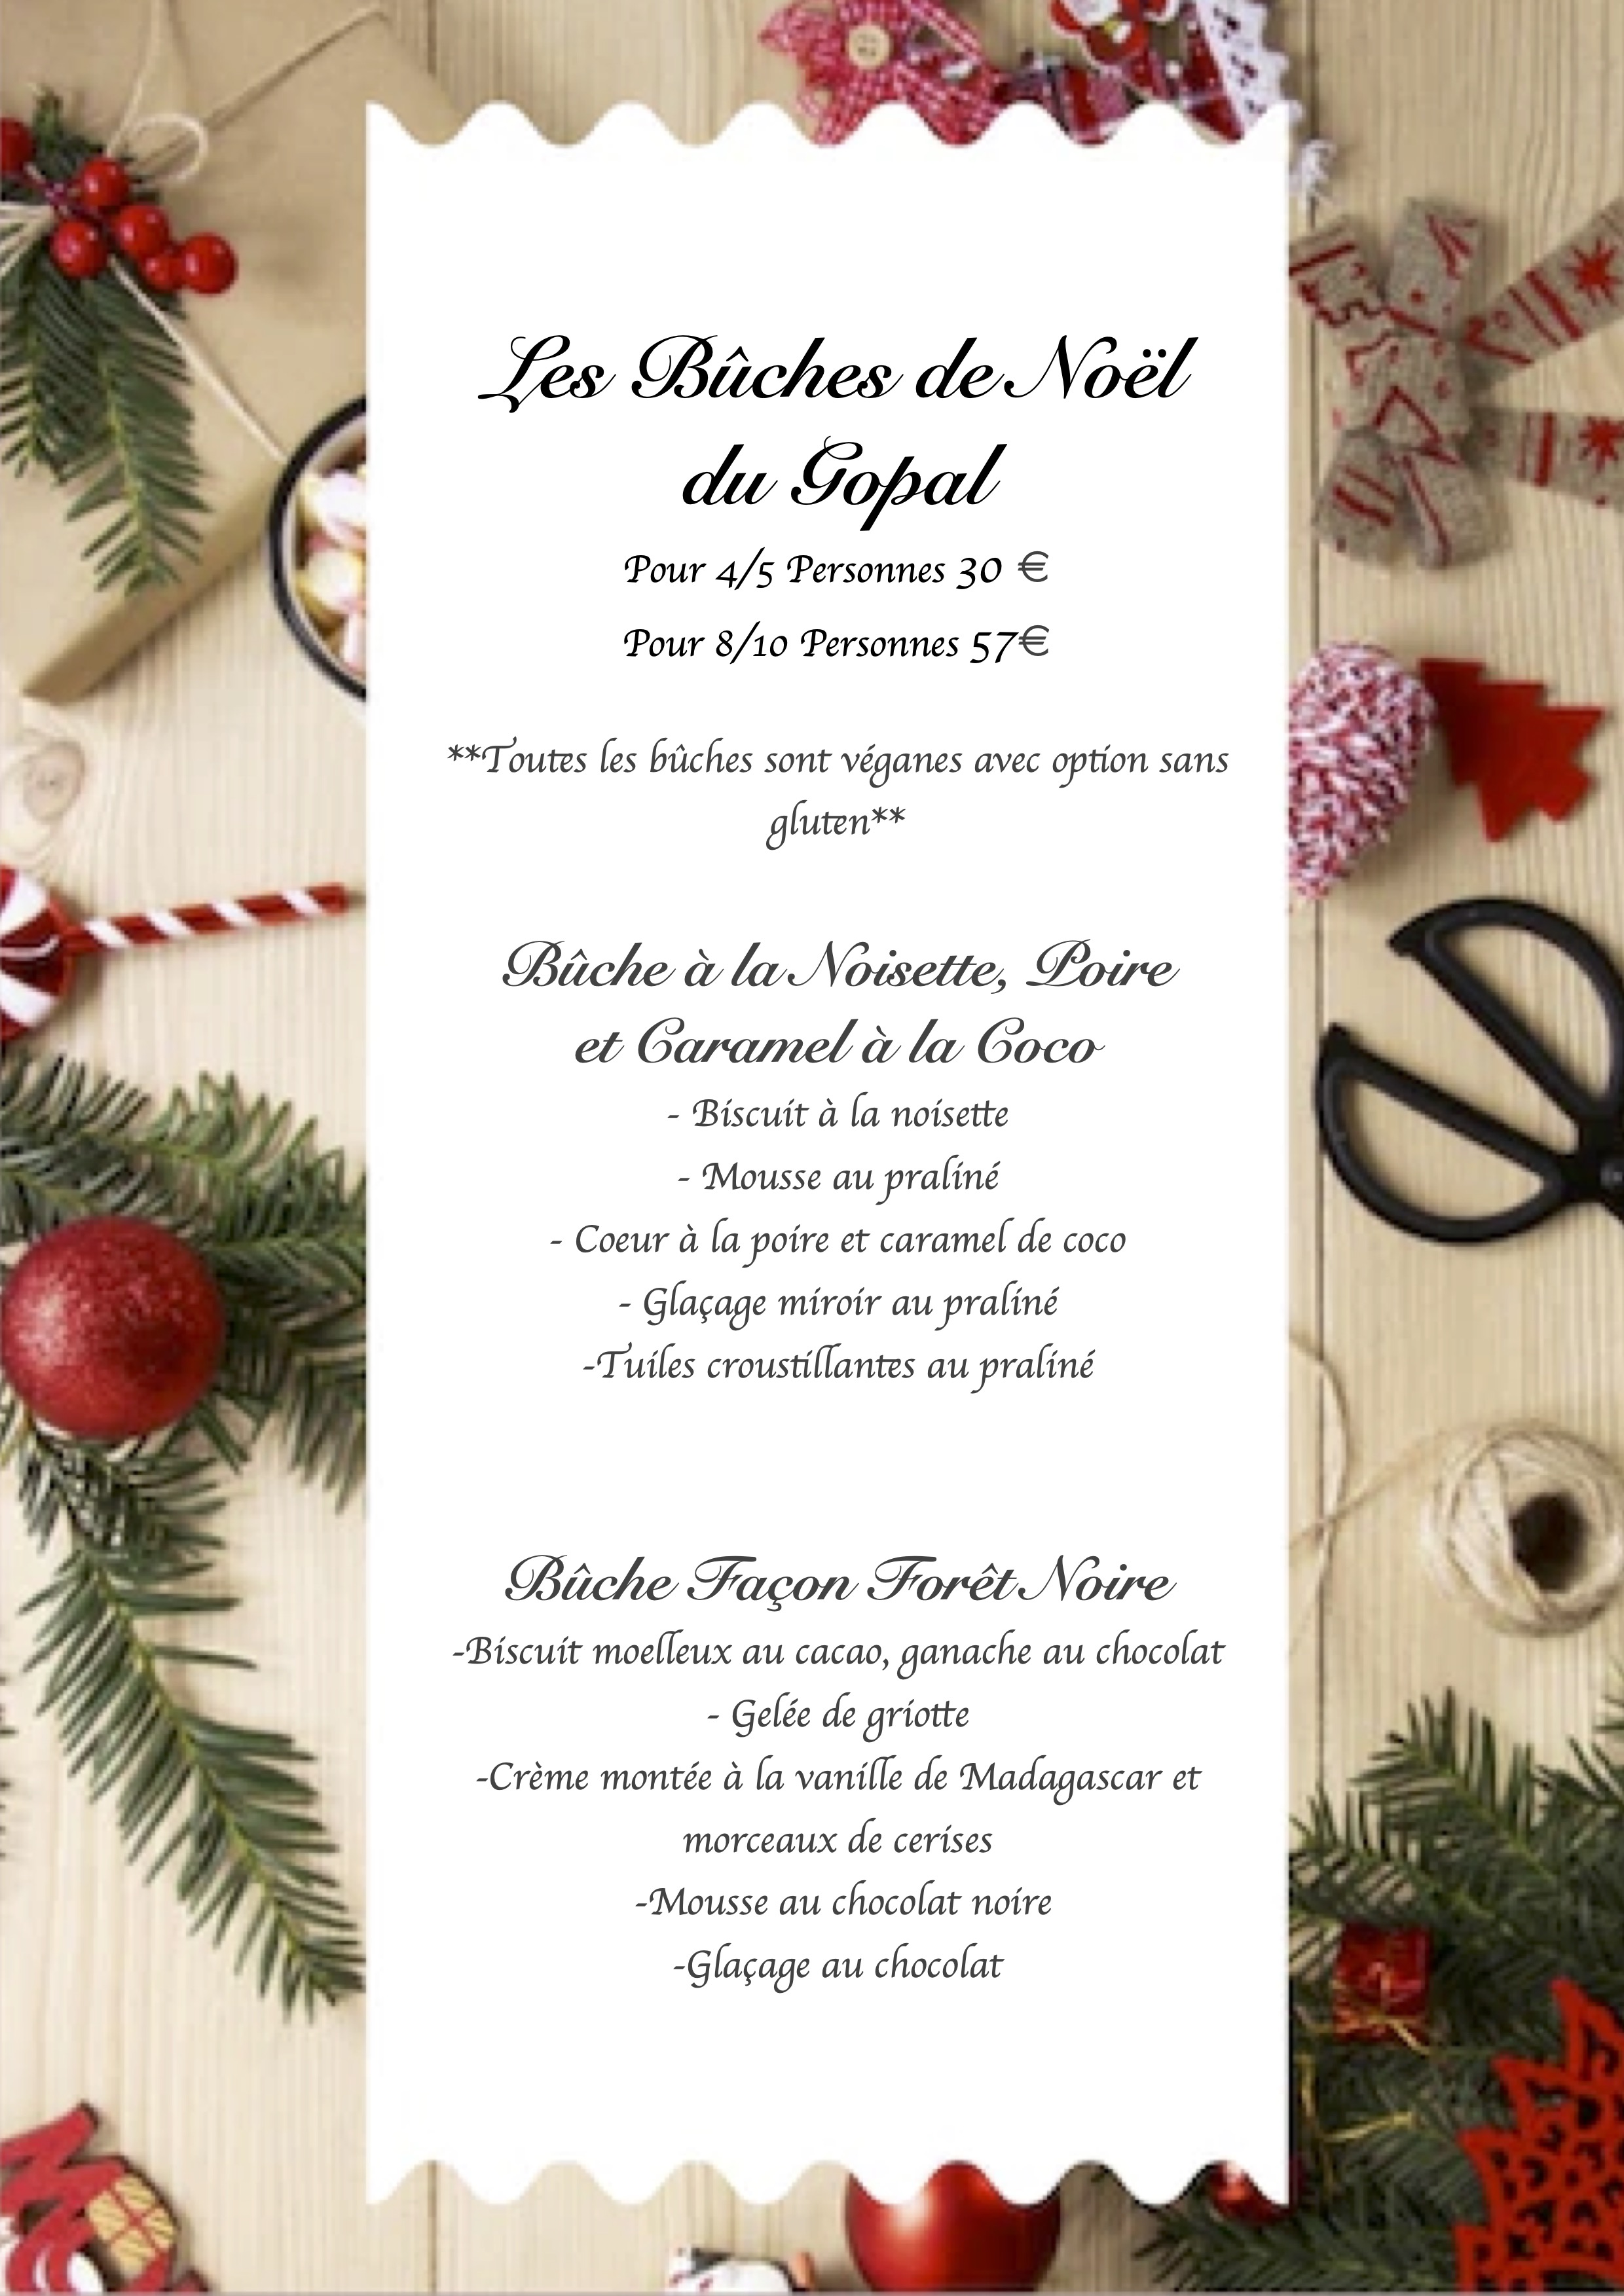 Les Bûches de Noël
du Gopal
Pour 4/5 Personnes 30 €
Pour 8/10 Personnes 57€
**Toutes les bûches sont véganes avec option sans
gluten**
Bûche à la Noisette, Poire
et Caramel à la Coco
- Biscuit à la noisette
- Mousse au praliné
- Coeur à la poire et caramel de coco
- Glaçage miroir au praliné
-Tuiles croustillantes au praliné
Bûche Façon Forêt Noire
-Biscuit moelleux au cacao, ganache au chocolat
- Gelée de griotte
-Crème montée à la vanille de Madagascar et
morceaux de cerises
-Mousse au chocolat noire
-Glaçage au chocolat